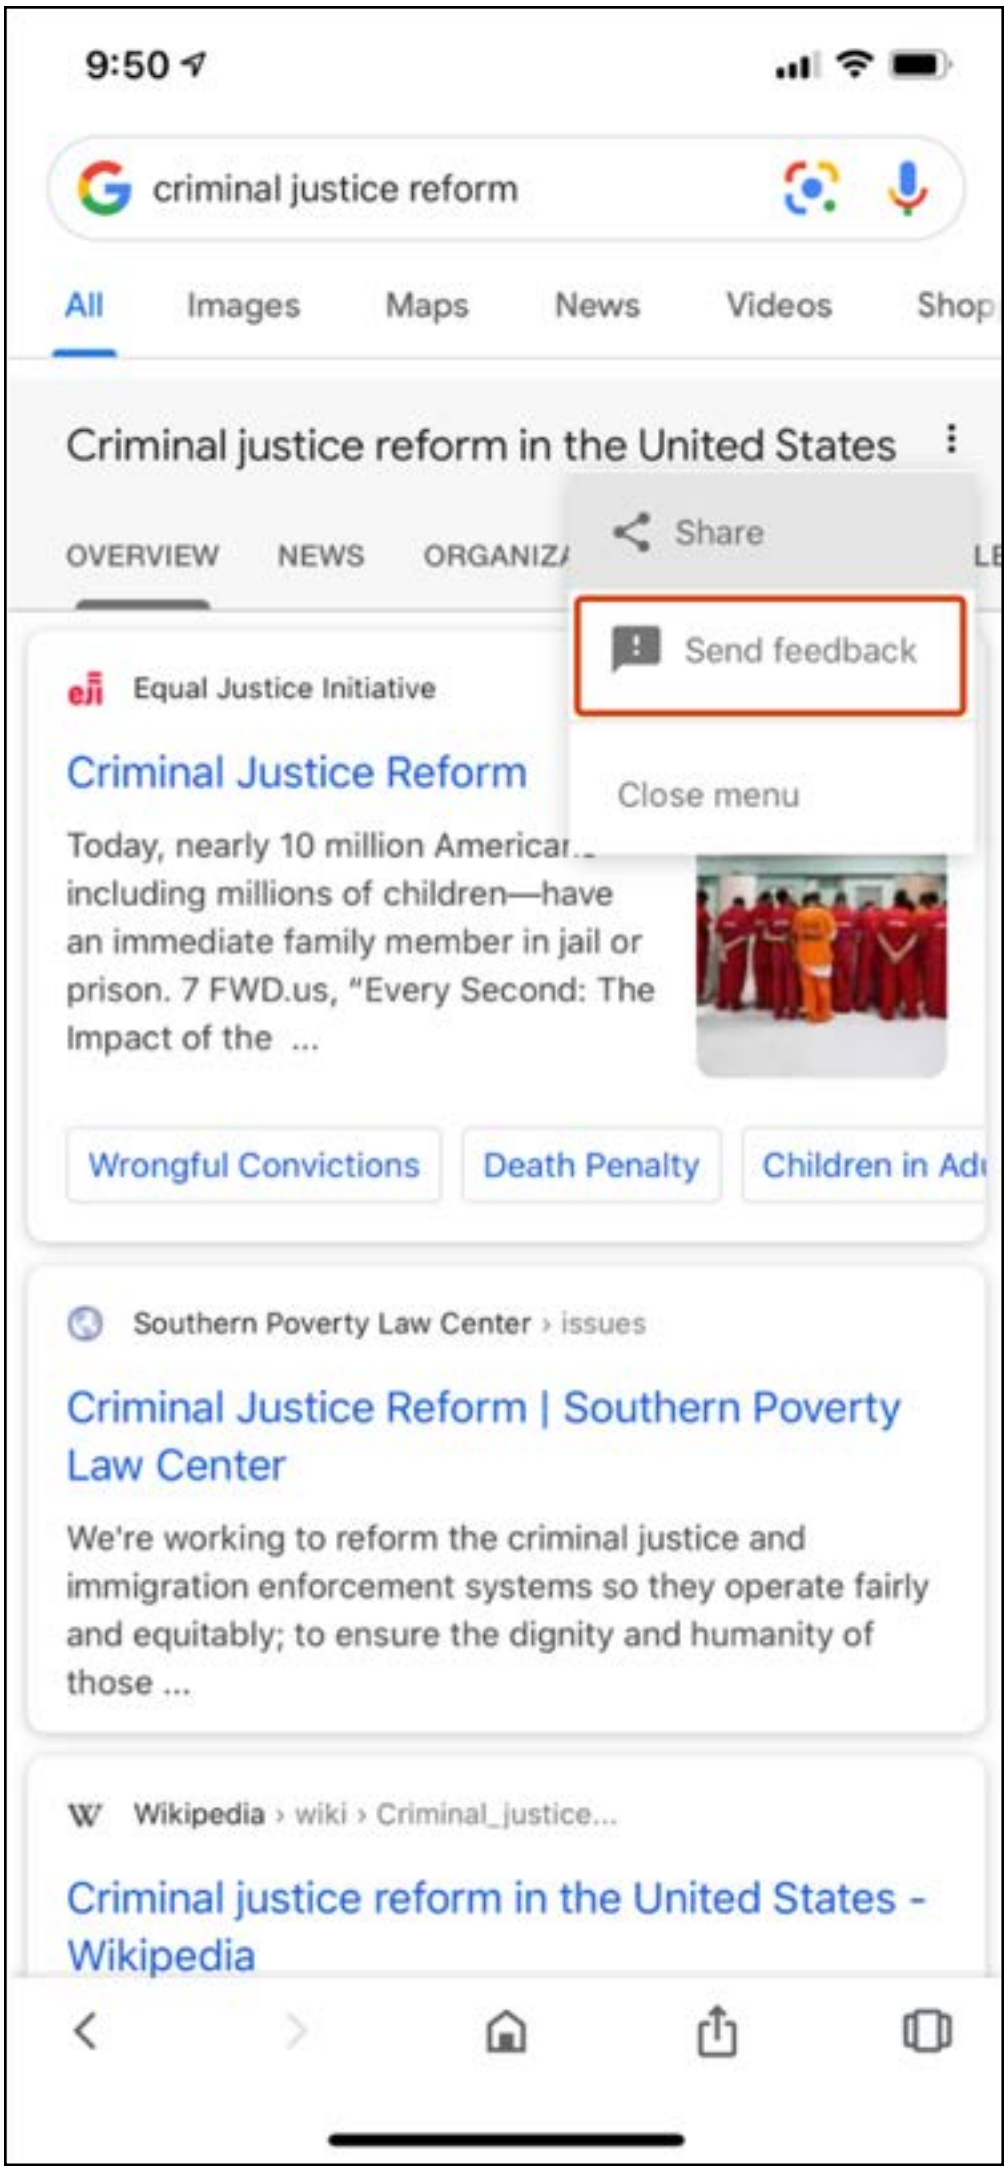 9:50
criminal justice reform
All Images Maps News Videos Shop
Criminal justice reform in the United States
Share
OVERVIEW NEWS ORGANIZA LE
Send feedback
eji Equal Justice Initiative
Criminal Justice Reform
Close menu
Today, nearly 10 million American
including millions of children—have
an immediate family member in jail or
prison. 7 FWD.us, “Every Second: The
Impact of the ...
Wrongful Convictions Death Penalty Children in Adu
Southern Poverty Law Center › issues
Criminal Justice Reform | Southern Poverty
Law Center
We're working to reform the criminal justice and
immigration enforcement systems so they operate fairly
and equitably; to ensure the dignity and humanity of
those ...
W Wikipedia › wiki › Criminal_justice...
Criminal justice reform in the United States -
Wikipedia